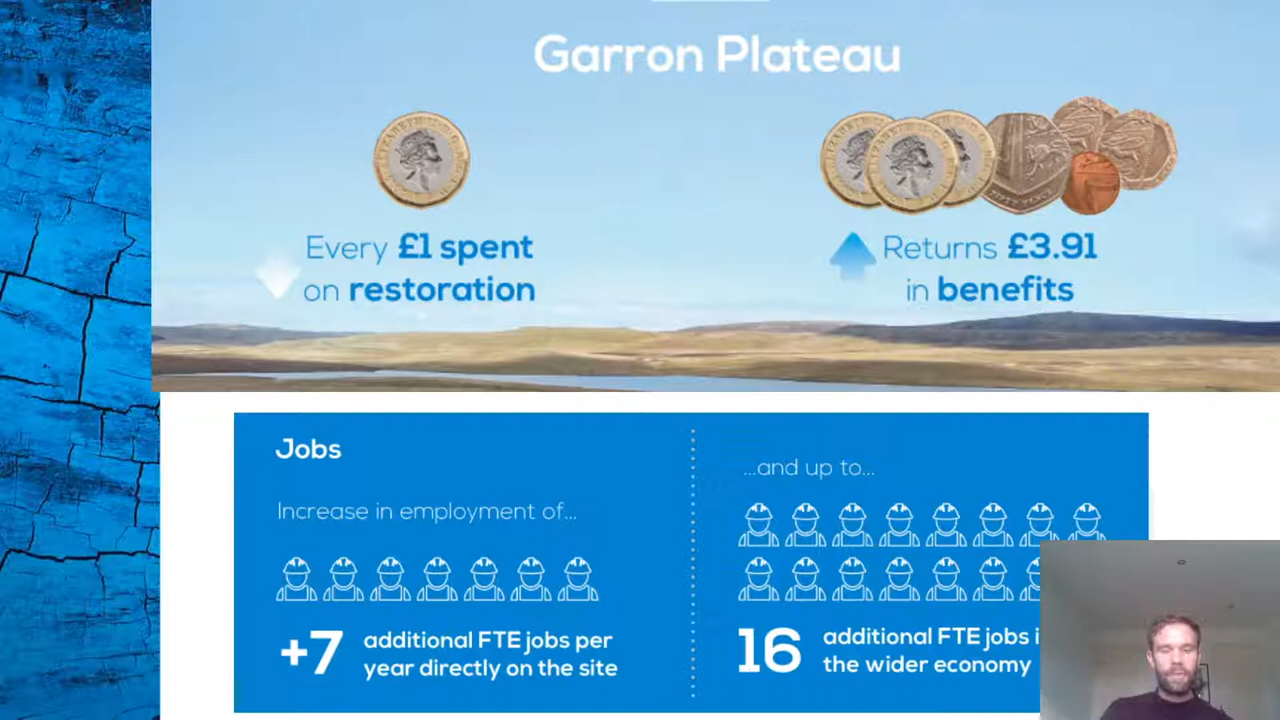 Garron Plateau
Every £1 spent
on restoration
Returns £3.91
in benefits
Jobs
Increase in employment of...
+7
additional FTE jobs per
year directly on the site
...and up to...
16
additional FTE jobs i
the wider economy